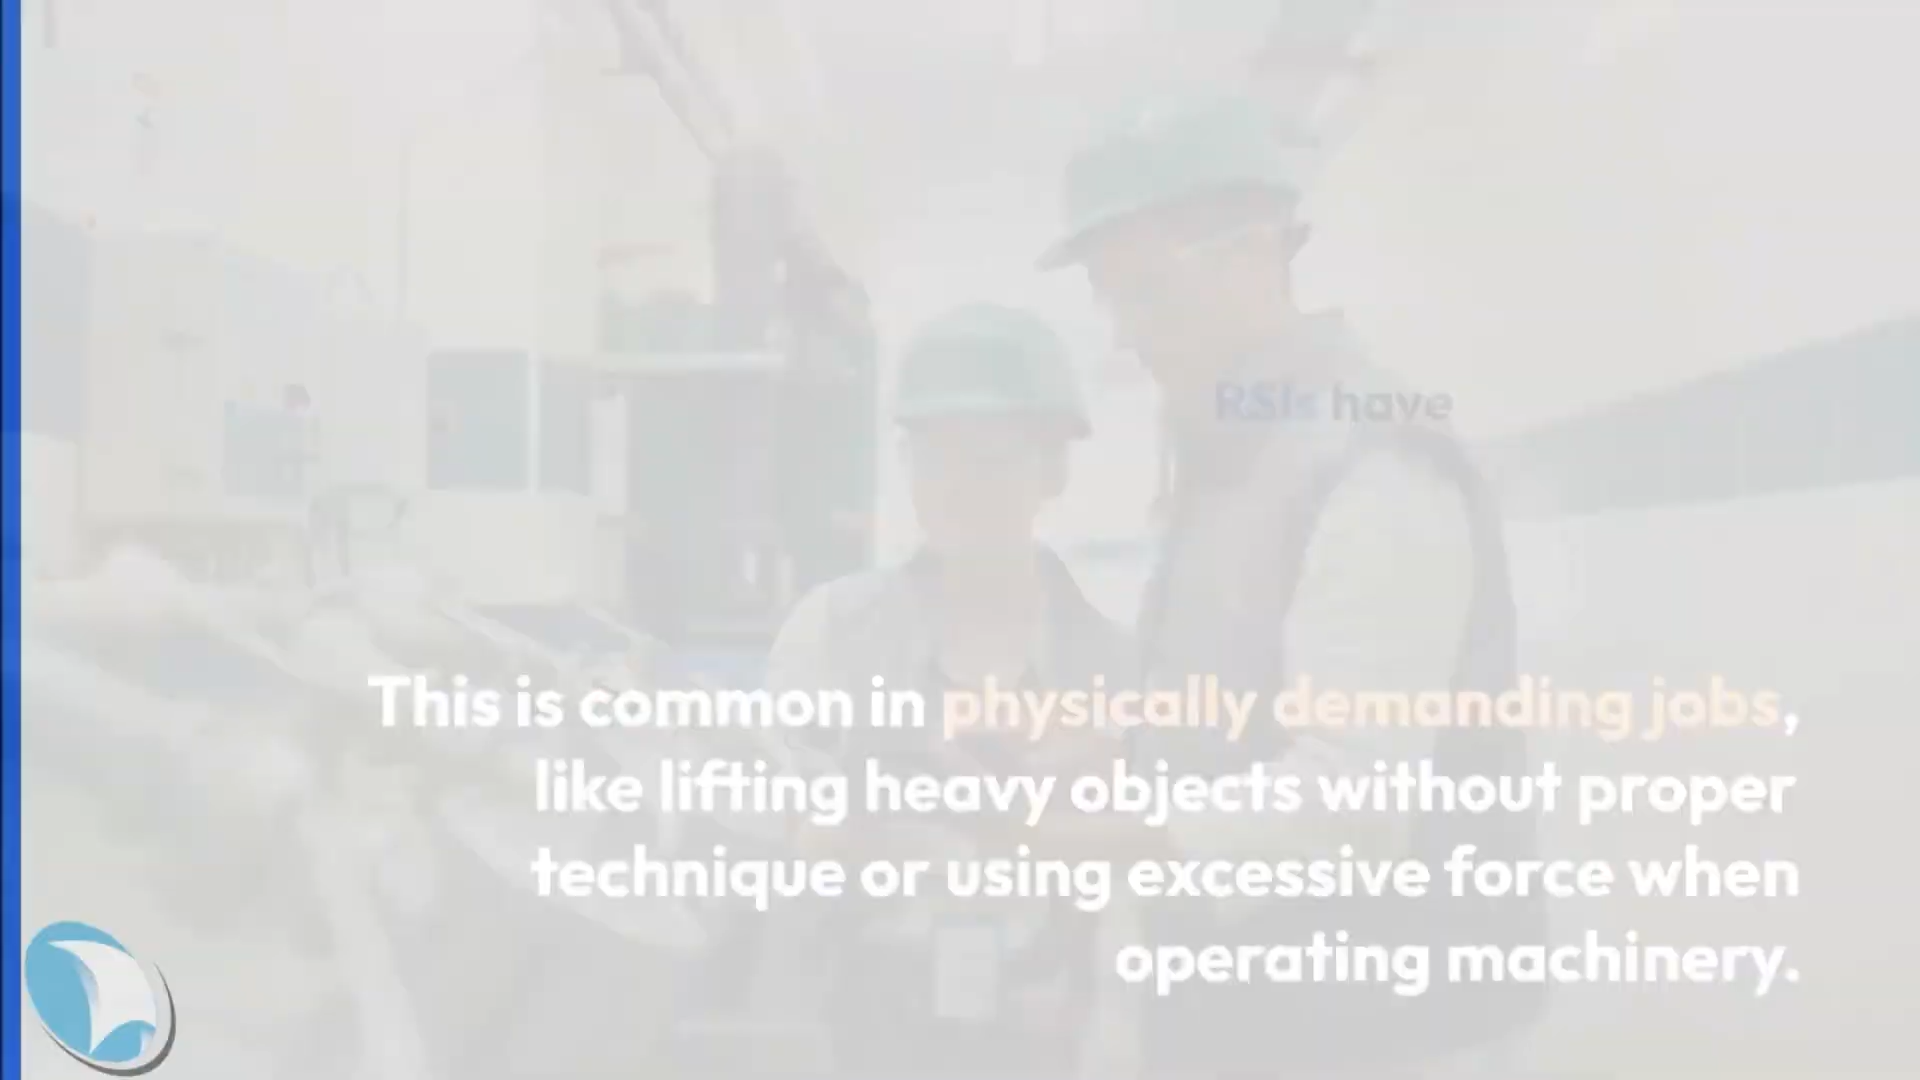 RSIs have
This is common in physically demanding jobs,
like lifting heavy objects without proper
technique or using excessive force when
operating machinery.